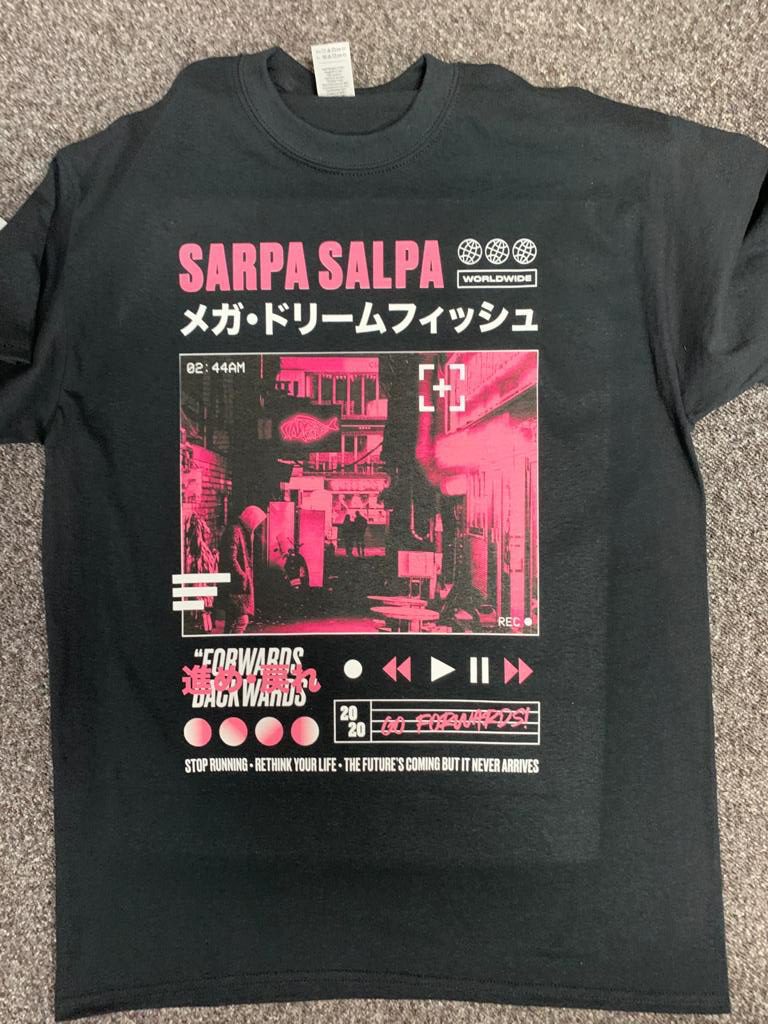 SARPA SALPA
WORLDWIDE
メガ・ドリームフィッシュ
02:44AM
REC
"FORWARDS
進め・戻れ
BACKWARDS"
20
20
GO FORWARDS!
STOP RUNNING • RETHINK YOUR LIFE • THE FUTURE'S COMING BUT IT NEVER ARRIVES